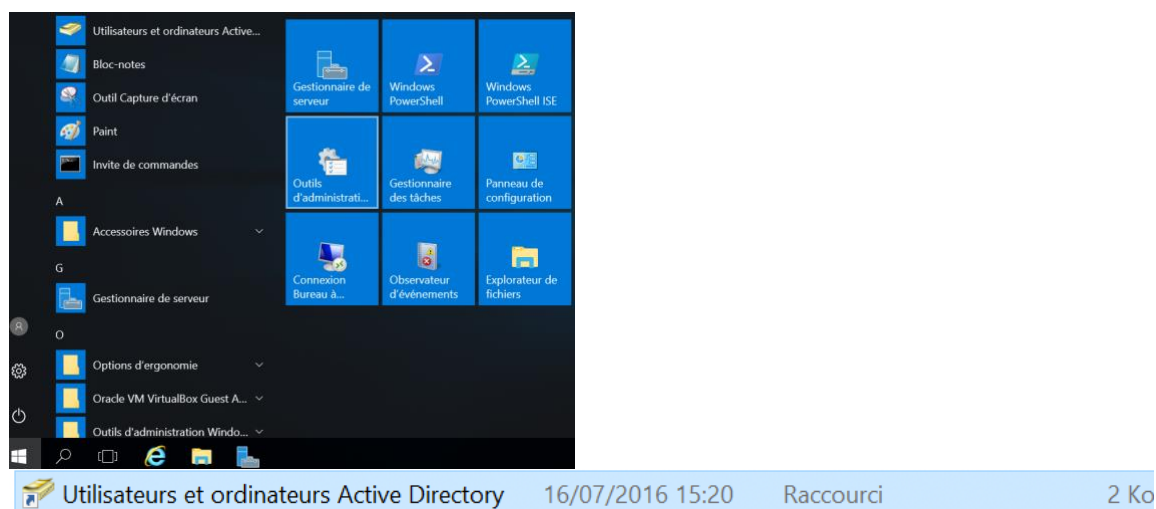 Utilisateurs et ordinateurs Active...
Bloc-notes
Outil Capture d'écran
Paint
Invite de commandes
A
Accessoires Windows
G
Gestionnaire de serveur
O
Options d'ergonomie
Oracle VM VirtualBox Guest A...
Outils d'administration Windo...
Gestionnaire de
serveur
Windows
PowerShell
Windows
PowerShell ISE
Outils
d'administrati...
Gestionnaire
des tâches
Panneau de
configuration
Connexion
Bureau à...
Observateur
d'événements
Explorateur de
fichiers
Utilisateurs et ordinateurs Active Directory 16/07/2016 15:20 Raccourci 2 Ko